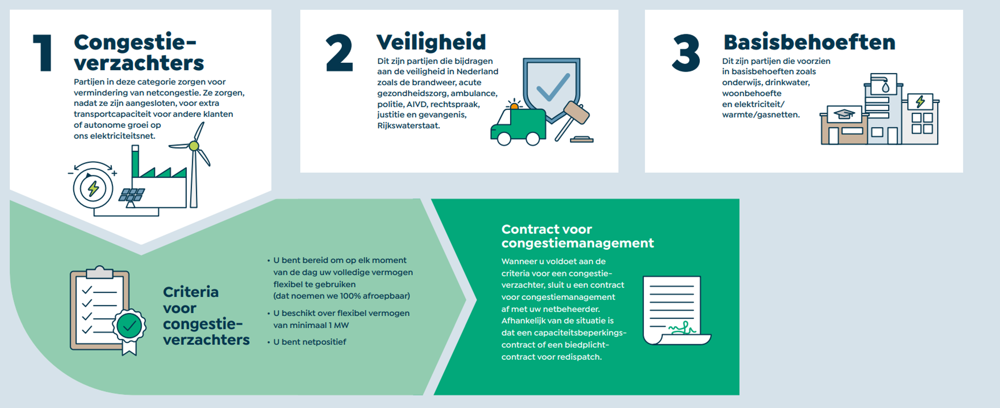 1
Congestie-
verzachters
Partijen in deze categorie zorgen voor
vermindering van netcongestie. Ze zorgen,
nadat ze zijn aangesloten, voor extra
transportcapaciteit voor andere klanten
of autonome groei op
ons elektriciteitsnet.
2
Veiligheid
Dit zijn partijen die bijdragen
aan de veiligheid in Nederland
zoals de brandweer, acute
gezondheidszorg, ambulance,
politie, AIVD, rechtspraak,
justitie en gevangenis,
Rijkswaterstaat.
3
Basisbehoeften
Dit zijn partijen die voorzien
in basisbehoeften zoals
onderwijs, drinkwater,
woonbehoefte
en elektriciteit/
warmte/gasnetten.
Criteria
voor
congestie-
verzachters
• U bent bereid om op elk moment
van de dag uw volledige vermogen
flexibel te gebruiken
(dat noemen we 100% afroepbaar)
• U beschikt over flexibel vermogen
van minimaal 1 MW
• U bent netpositief
Contract voor
congestiemanagement
Wanneer u voldoet aan de
criteria voor een congestie-
verzachter, sluit u een contract
voor congestiemanagement
af met uw netbeheerder.
Afhankelijk van de situatie is
dat een capaciteitsbeperkings-
contract of een biedplicht-
contract voor redispatch.